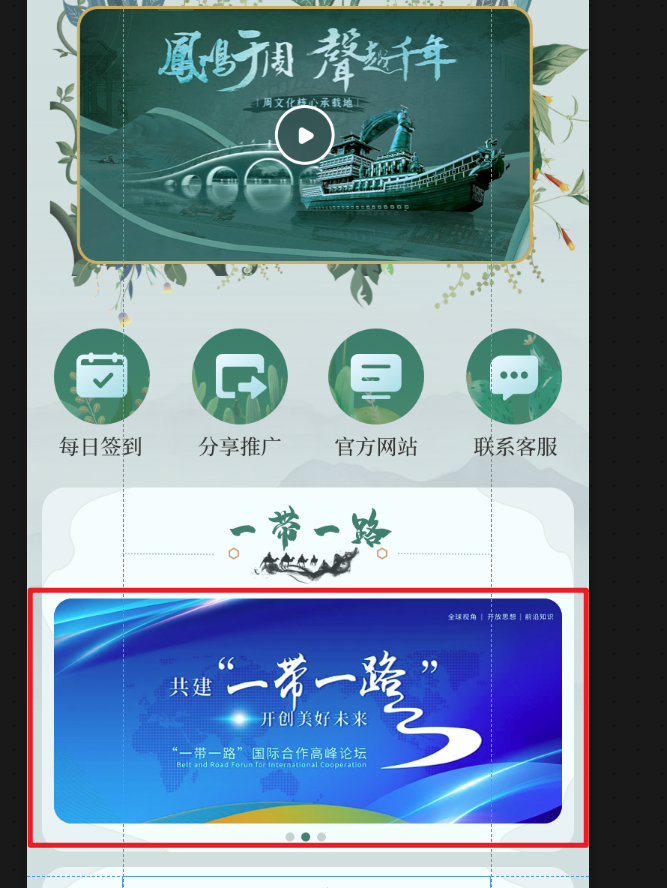 鳳鳴于周 聲越千年
周文化核心承载地
每日签到
分享推广
官方网站
联系客服
一带一路
全球视角 | 开放思想 | 前沿知识
共建“一带一路”
开创美好未来
“一带一路”国际合作高峰论坛
Belt and Road Forun for International Cooperation